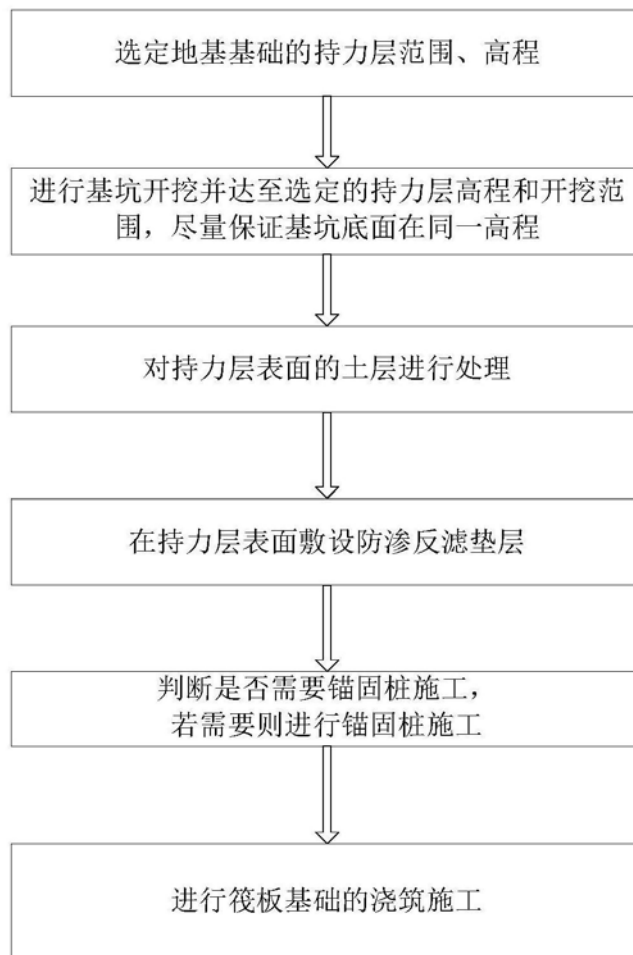 选定地基基础的持力层范围、高程
进行基坑开挖并达至选定的持力层高程和开挖范
围，尽量保证基坑底面在同一高程
对持力层表面的土层进行处理
在持力层表面敷设防渗反滤垫层
判断是否需要锚固桩施工，
若需要则进行锚固桩施工
进行筏板基础的浇筑施工